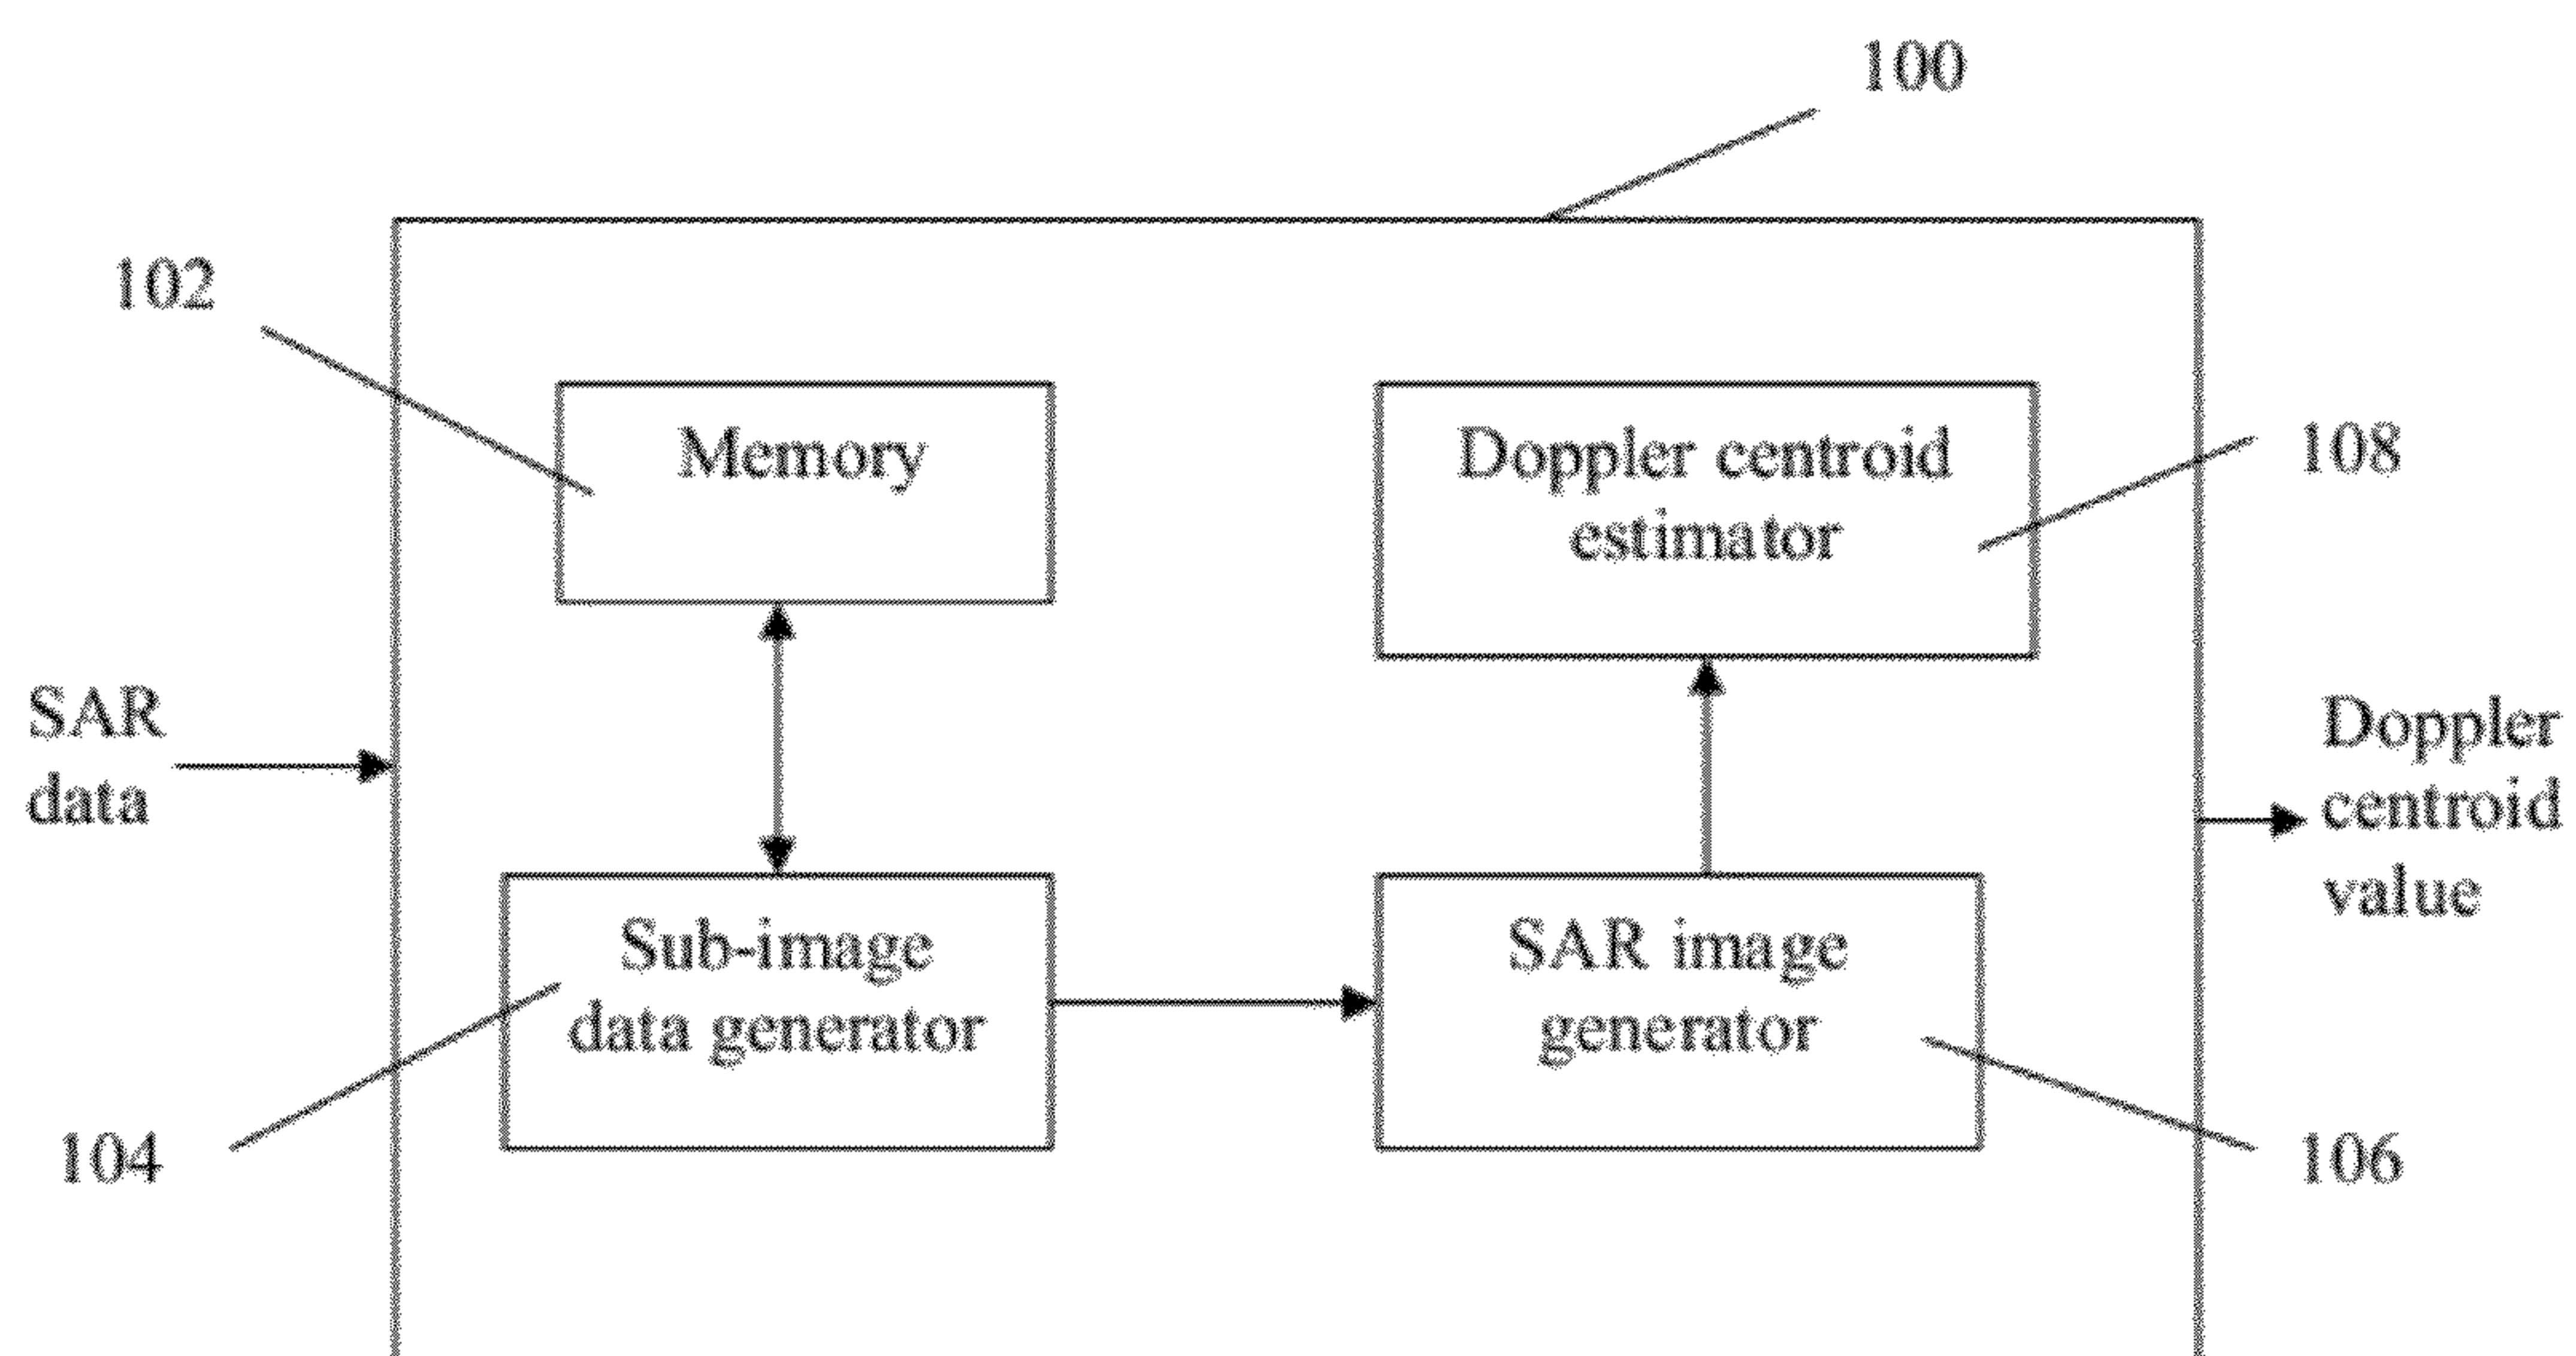 100
102
Memory
Doppler centroid
estimator
108
SAR
data
Doppler
centroid
value
Sub-image
data generator
SAR image
generator
104
106